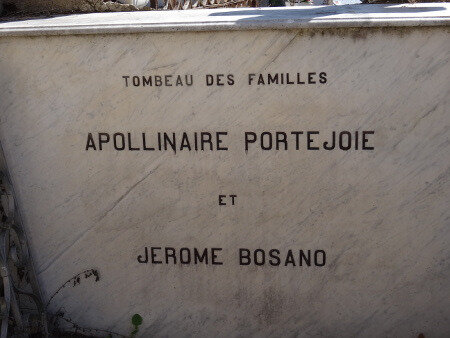 TOMBEAU DES FAMILLES
APOLLINAIRE PORTEJOIE
ET
JEROME BOSANO